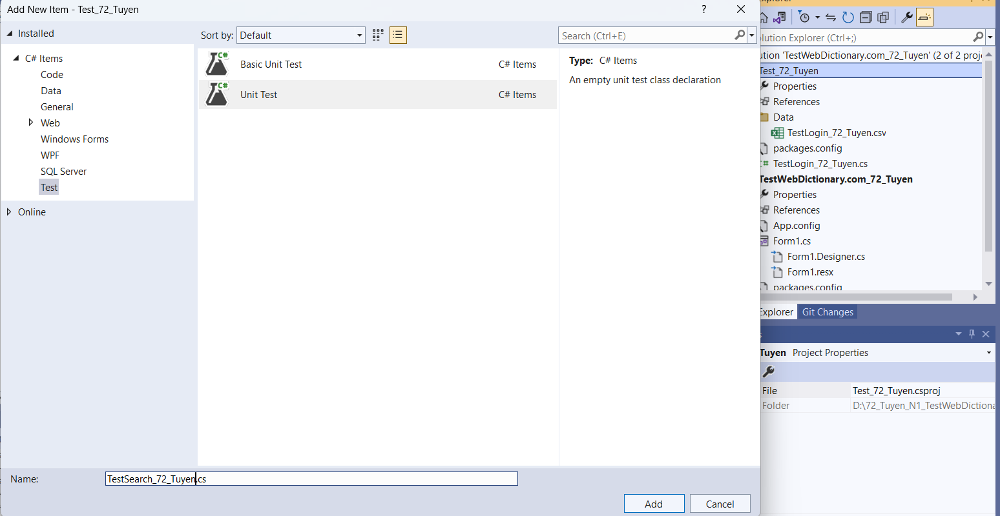 Add New Item - Test_72_Tuyen
?
Installed
C# Items
Code
Data
General
Web
Windows Forms
WPF
SQL Server
Test
Online
Sort by: Default
Search (Ctrl+E)
C# Basic Unit Test C# Items
C# Unit Test C# Items
Type: C# Items
An empty unit test class declaration
Name: TestSearch_72_Tuyen.cs
Add Cancel
Explorer
lution Explorer (Ctrl+;)
ution 'TestWebDictionary.com_72_Tuyen' (2 of 2 proje
Test_72_Tuyen
Properties
References
Data
TestLogin_72_Tuyen.csv
packages.config
C# TestLogin_72_Tuyen.cs
TestWebDictionary.com_72_Tuyen
Properties
References
App.config
Form1.cs
Form1.Designer.cs
Form1.resx
packages.config
Explorer Git Changes
Tuyen Project Properties
File Test_72_Tuyen.csproj
Folder D:\72_Tuyen_N1_TestWebDictiona